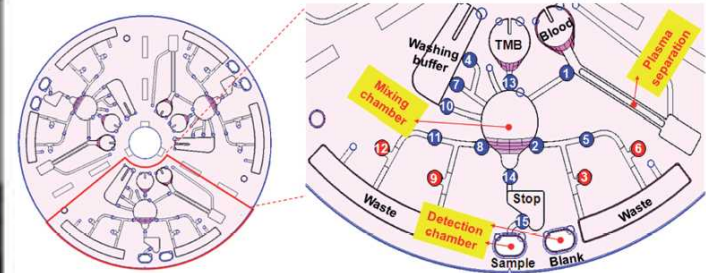 Washing
buffer
TMB
Blood
Plasma
separation
Mixing
chamber
4
7
10
13
1
12
11
8
2
5
6
9
14
3
Waste
Stop
Waste
Detection
chamber
15
Sample
Blank